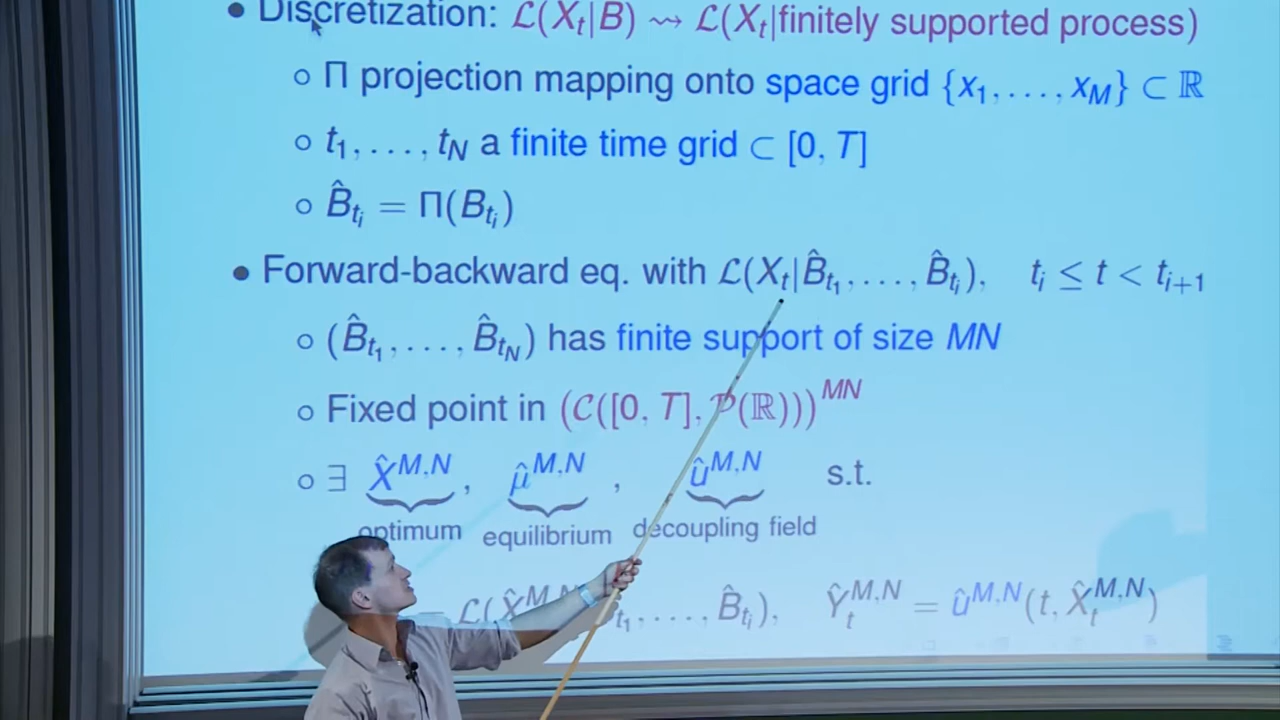 • Discretization: ℒ(X_t|B) ⇝ ℒ(X_t|finitely supported process)
○ Π projection mapping onto space grid {x_1, . . . , x_M} ⊂ ℝ
○ t_1, . . . , t_N a finite time grid ⊂ [0, T]
○ B̂_{t_i} = Π(B_{t_i})
• Forward-backward eq. with ℒ(X_t|B̂_{t_1}, . . . , B̂_{t_i}), t_i ≤ t < t_{i+1}
○ (B̂_{t_1}, . . . , B̂_{t_N}) has finite support of size MN
○ Fixed point in (𝒞([0, T], 𝒫(ℝ)))^{MN}
○ ∃ X̂^{M,N}, μ̂^{M,N}, û^{M,N} s.t.
optimum equilibrium decoupling field
= ℒ(X̂^{M,N} t_1, . . . , B̂_{t_i}), Ŷ_t^{M,N} = û^{M,N}(t, X̂_t^{M,N})